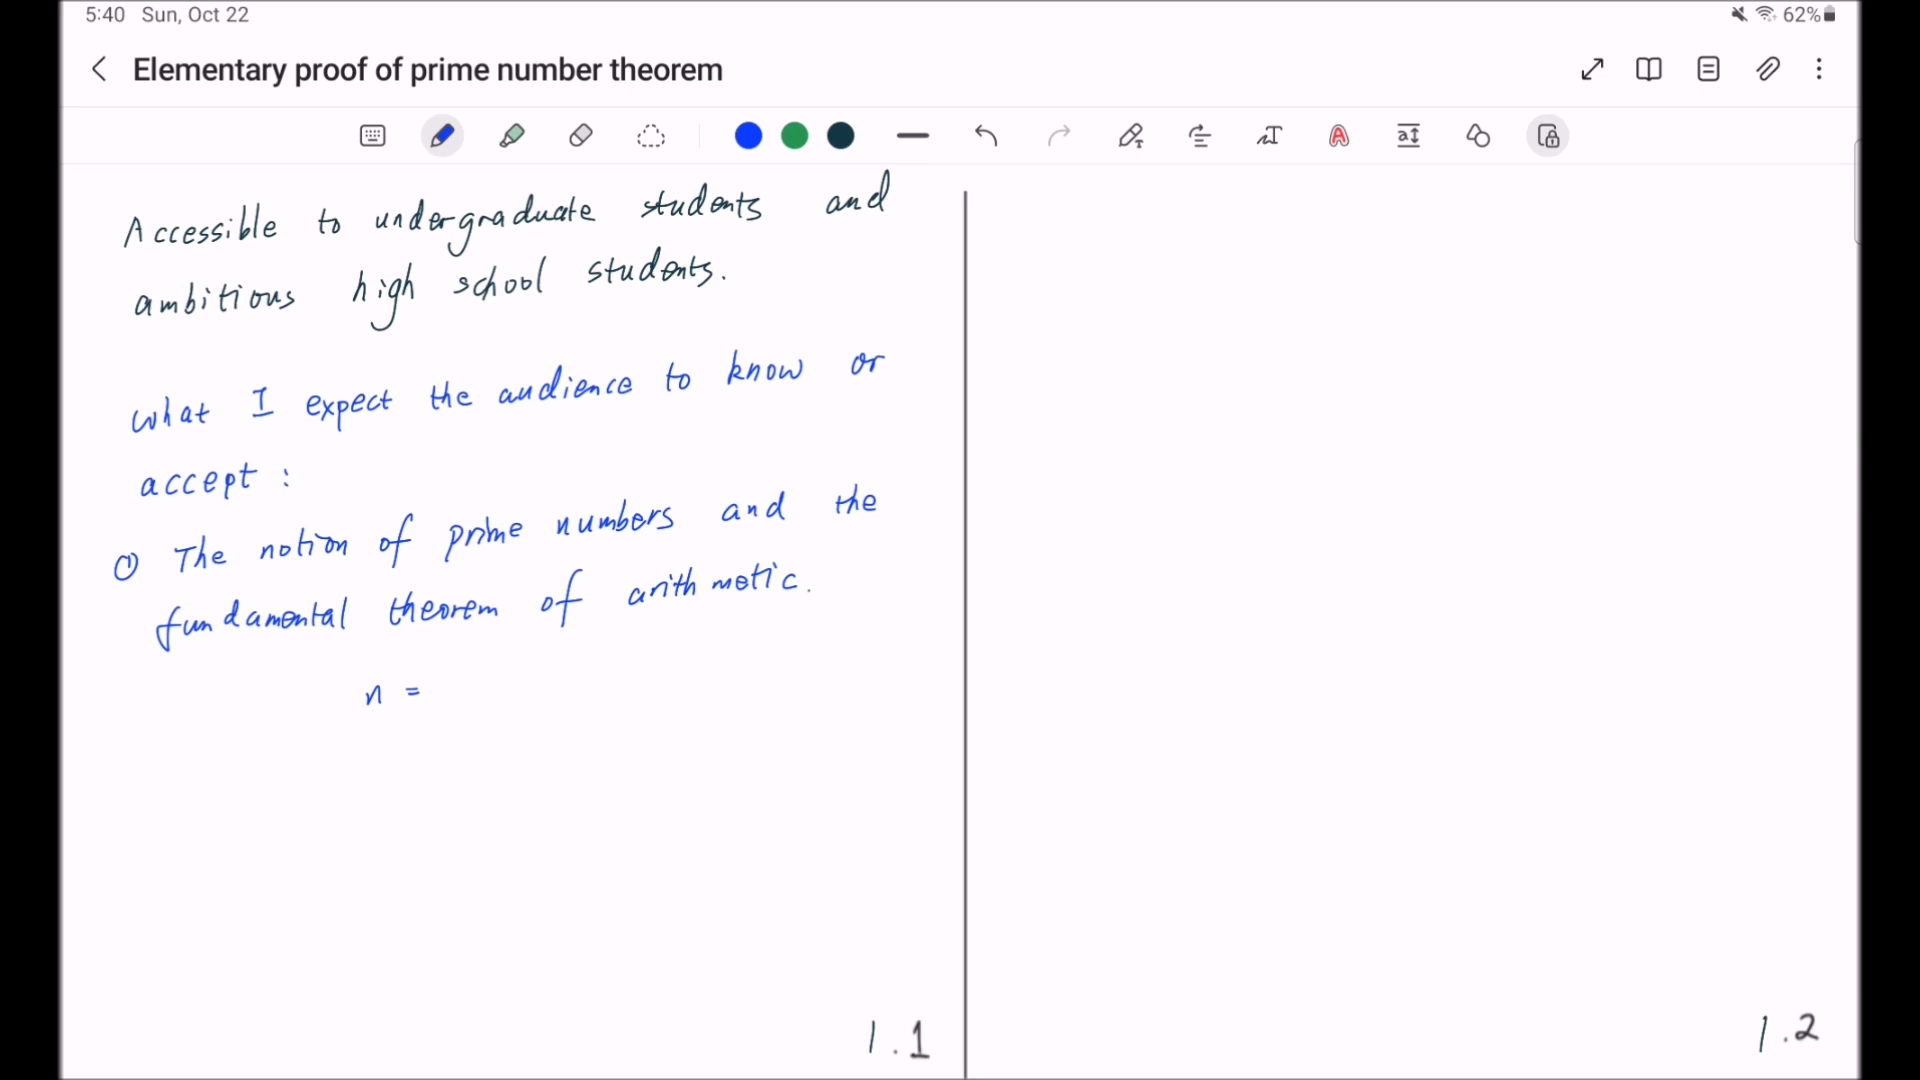 5:40 Sun, Oct 22 62%
Elementary proof of prime number theorem
Accessible to undergraduate students and
ambitious high school students.
What I expect the audience to know or
accept :
① The notion of prime numbers and the
fundamental theorem of arithmetic.
n =
1.1
1.2